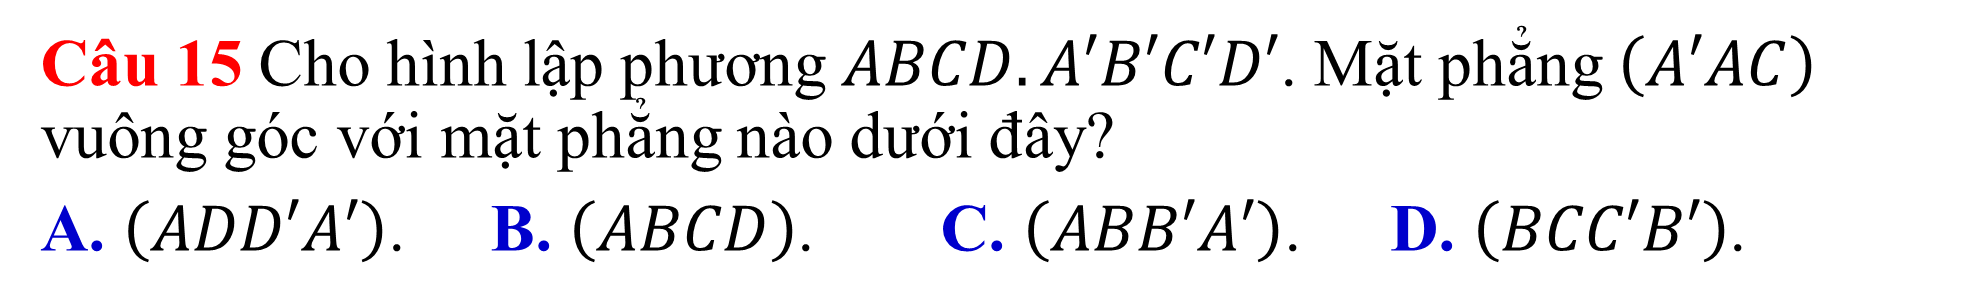 Câu 15 Cho hình lập phương ABCD.A'B'C'D'. Mặt phẳng (A'AC)
vuông góc với mặt phẳng nào dưới đây?
A. (ADD'A'). B. (ABCD). C. (ABB'A'). D. (BCC'B').